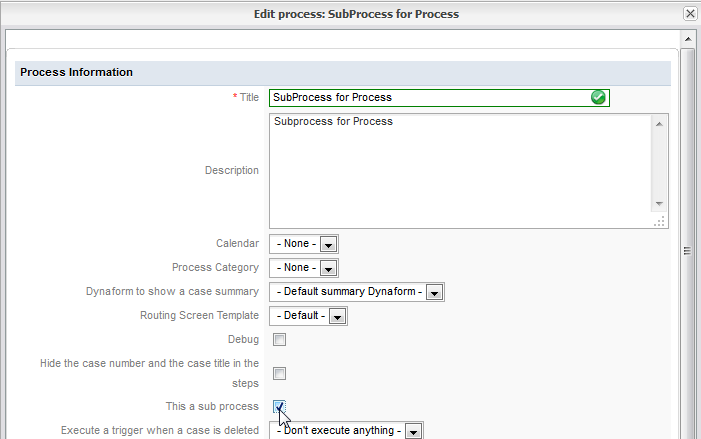 Edit process: SubProcess for Process
Process Information
* Title SubProcess for Process
Description Subprocess for Process
Calendar - None -
Process Category - None -
Dynaform to show a case summary - Default summary Dynaform -
Routing Screen Template - Default -
Debug
Hide the case number and the case title in the
steps
This a sub process
Execute a trigger when a case is deleted - Don't execute anything -